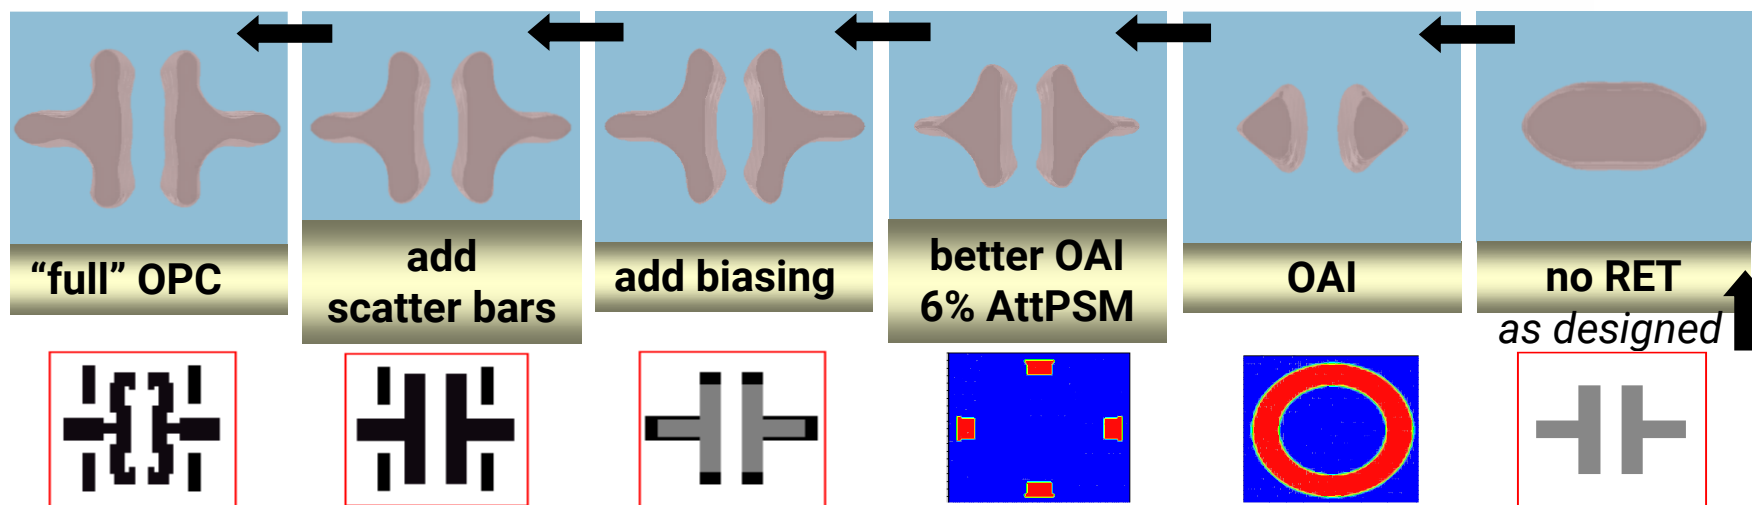 “full” OPC
add
scatter bars
add biasing
better OAI
6% AttPSM
OAI
no RET
as designed